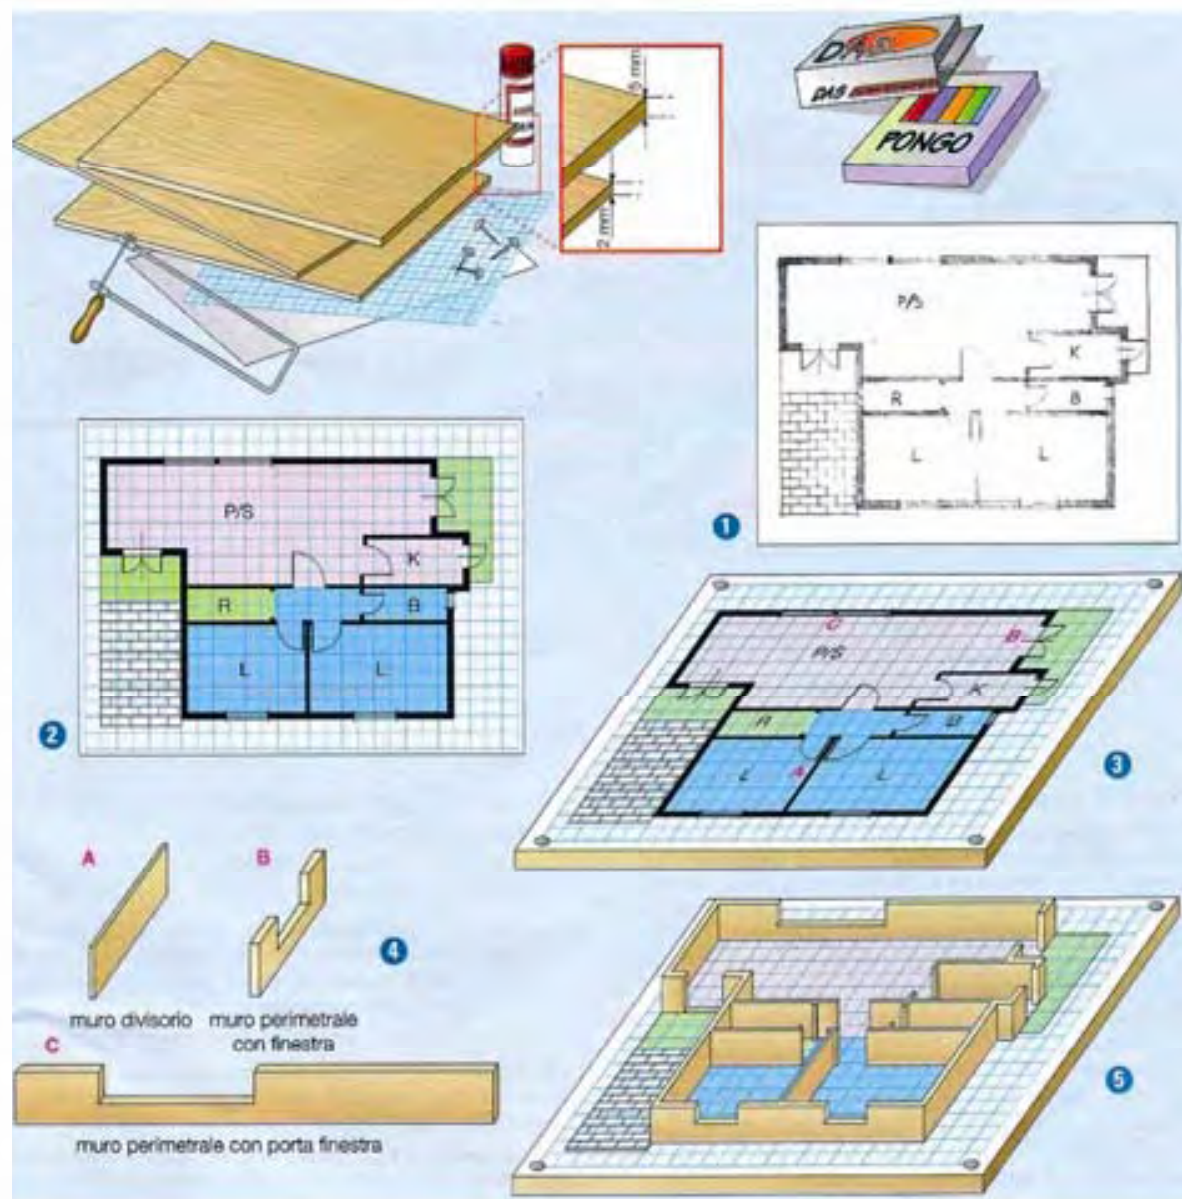 5 mm
2 mm
DAS
DAS
PONGO
P/S
K
R
B
L
L
1
P/S
K
R
B
L
L
2
C
B
P/S
K
R
B
A
L
L
3
A
B
4
muro divisorio
muro perimetrale
con finestra
C
muro perimetrale con porta finestra
5